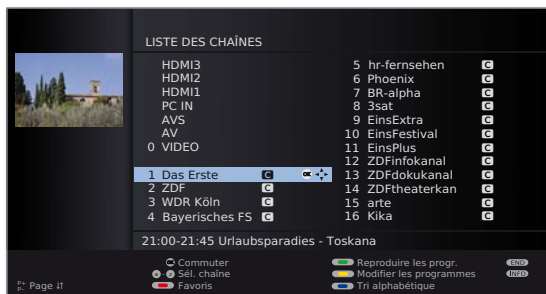 LISTE DES CHAÎNES
HDMI3
HDMI2
HDMI1
PC IN
AVS
AV
0 VIDEO
1 Das Erste C OK
2 ZDF C
3 WDR Köln C
4 Bayerisches FS C
5 hr-fernsehen C
6 Phoenix C
7 BR-alpha C
8 3sat C
9 EinsExtra C
10 EinsFestival C
11 EinsPlus C
12 ZDFinfokanal C
13 ZDFdokukanal C
14 ZDFtheaterkan C
15 arte C
16 Kika C
21:00-21:45 Urlaubsparadies - Toskana
Commuter
Sél. chaîne
Favoris
Reproduire les progr. END
Modifier les programmes INFO
Tri alphabétique
P+
P- Page